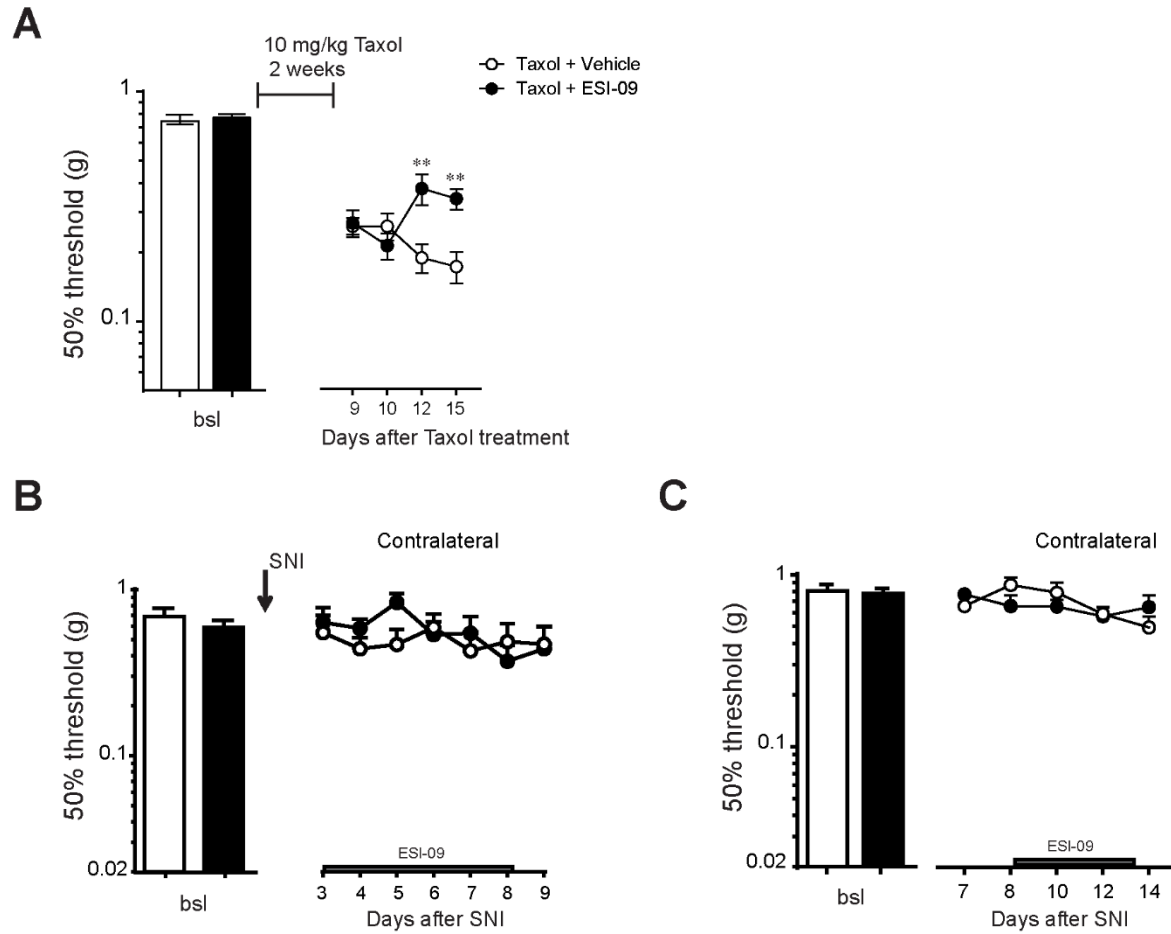 A
10 mg/kg Taxol
2 weeks
Taxol + Vehicle
Taxol + ESI-09
1
0.1
50% threshold (g)
**
**
bsl
9 10 12 15
Days after Taxol treatment
B
SNI
Contralateral
1
0.1
0.02
50% threshold (g)
bsl
ESI-09
3 4 5 6 7 8 9
Days after SNI
C
Contralateral
1
0.1
0.02
50% threshold (g)
bsl
ESI-09
7 8 10 12 14
Days after SNI